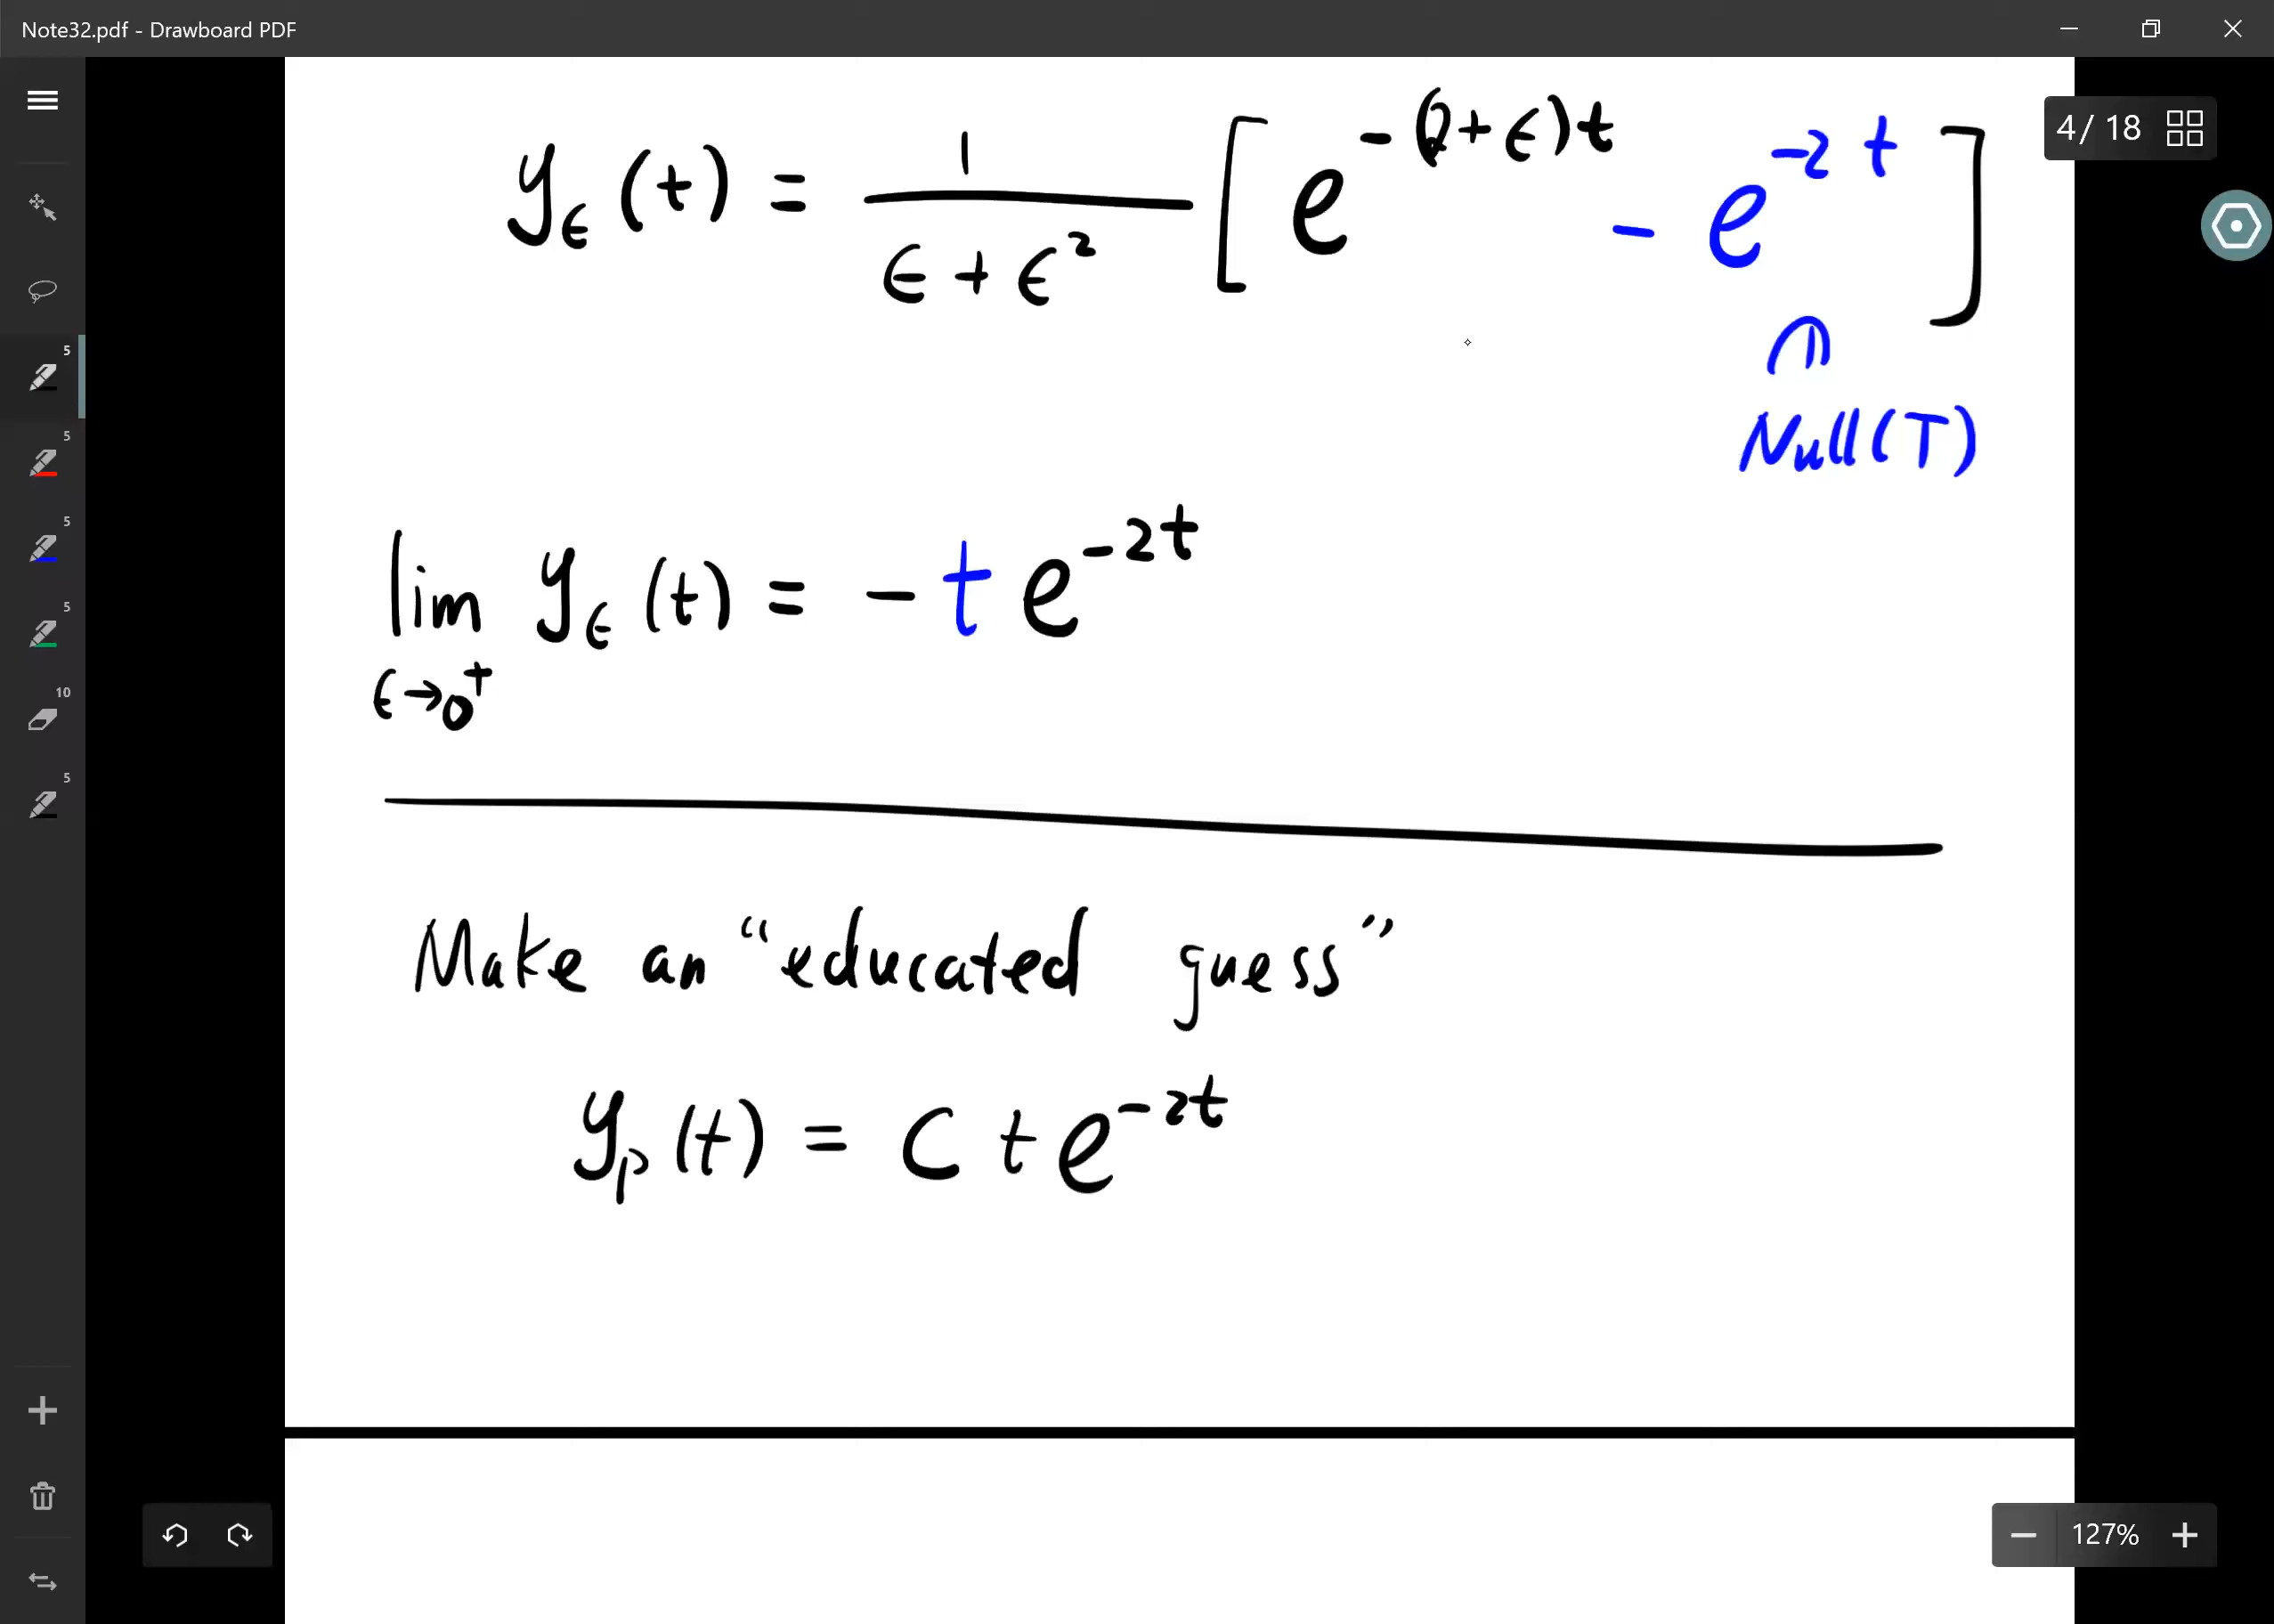 Note32.pdf - Drawboard PDF
4 / 18
y_ε(t) = 1/(ε + ε²) [e^{-(2+ε)t} - e^{-2t}]
∩
Null(T)
lim_{ε→0⁺} y_ε(t) = - t e^{-2t}
Make an “educated guess”
y_p(t) = C t e^{-2t}
5
5
5
5
10
5
127%